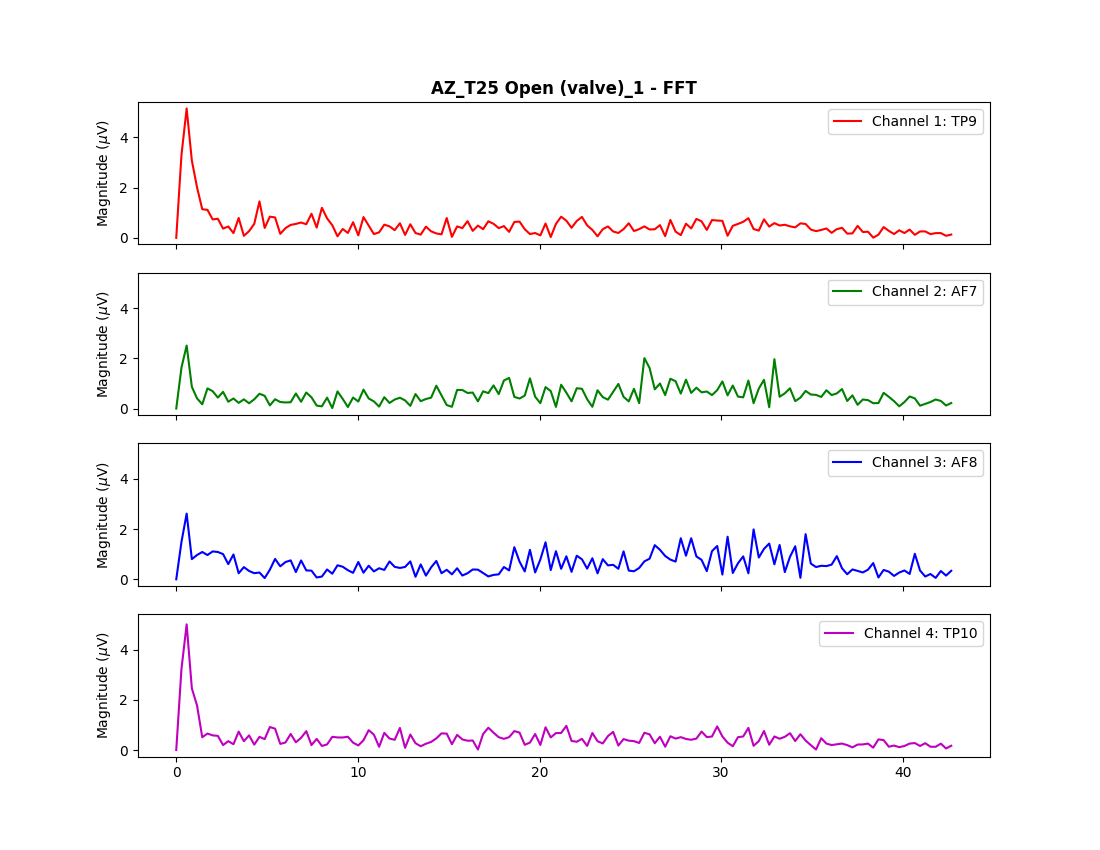 AZ_T25 Open (valve)_1 - FFT
Magnitude (μV)
4
2
0
Channel 1: TP9
Magnitude (μV)
4
2
0
Channel 2: AF7
Magnitude (μV)
4
2
0
Channel 3: AF8
Magnitude (μV)
4
2
0
Channel 4: TP10
0 10 20 30 40